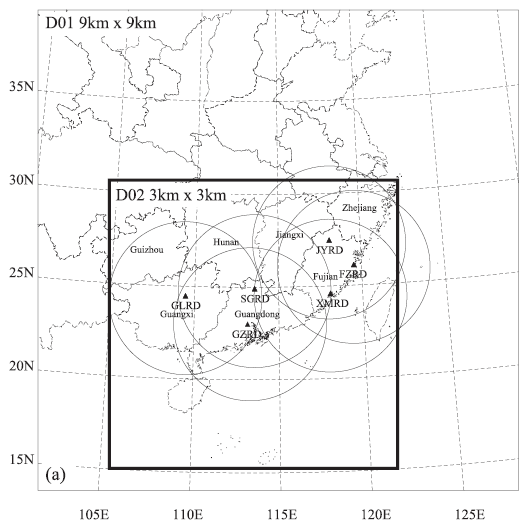 D01 9km x 9km
35N
30N
D02 3km x 3km
Zhejiang
Jiangxi
Hunan
Guizhou
JYRD
25N
Fujian
FZRD
SGRD
XMRD
GLRD
Guangxi
Guangdong
GZRD
20N
15N
(a)
105E
110E
115E
120E
125E